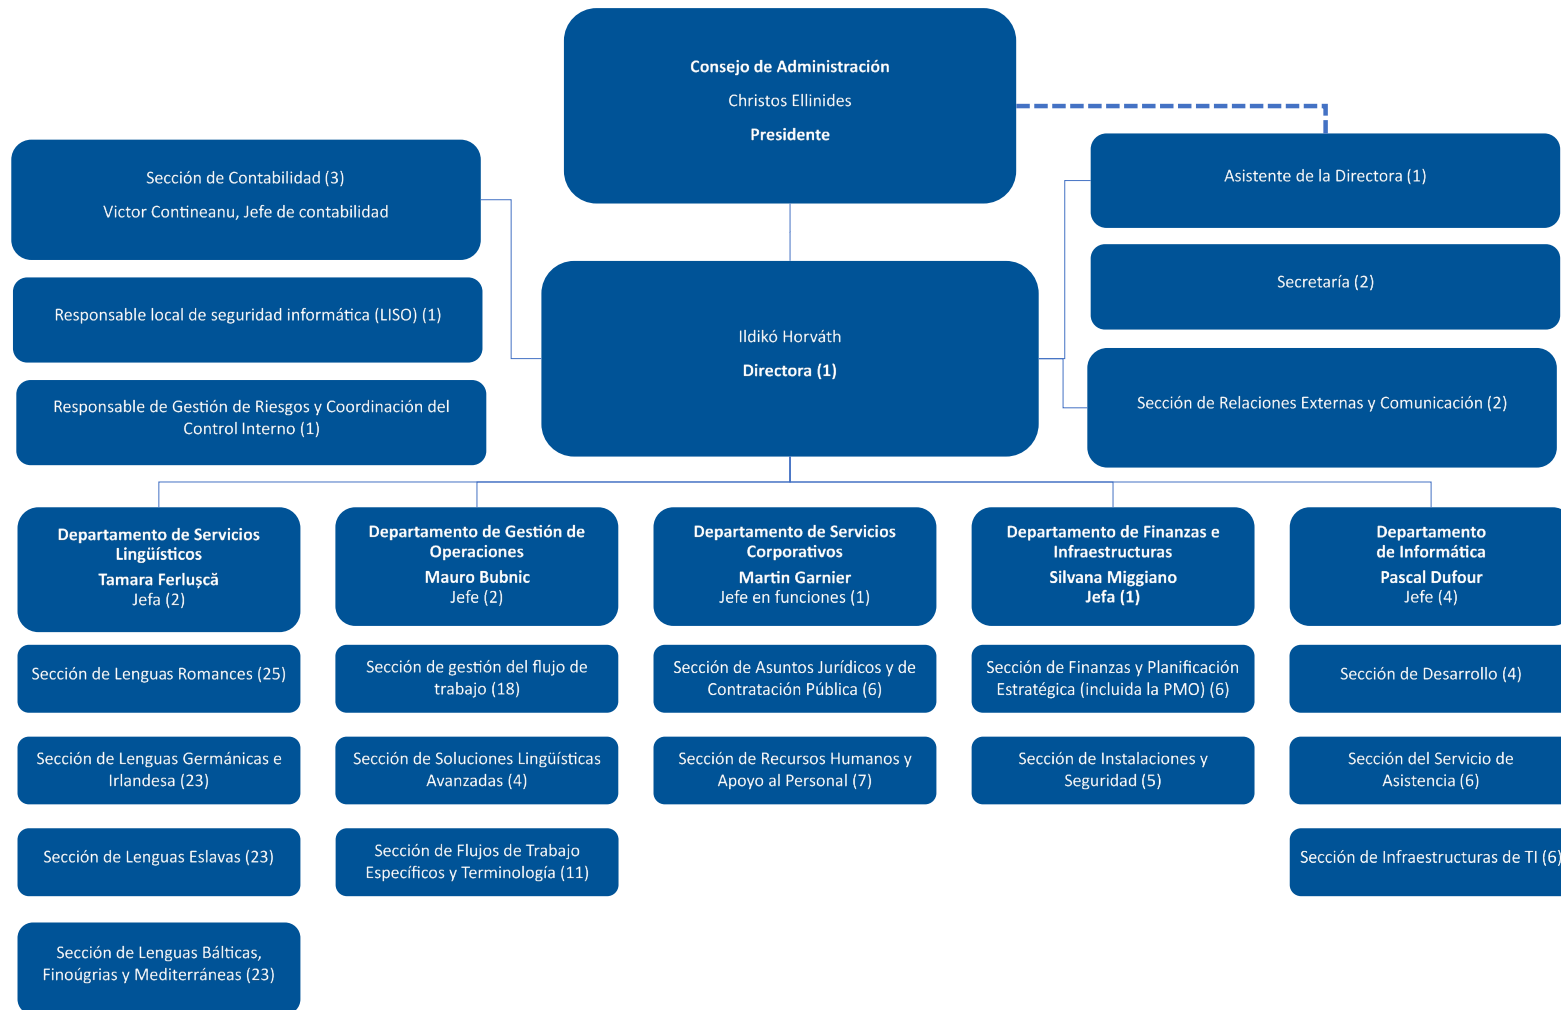 Consejo de Administración
Christos Ellinides
Presidente
Sección de Contabilidad (3)
Victor Contineanu, Jefe de contabilidad
Asistente de la Directora (1)
Secretaría (2)
Responsable local de seguridad informática (LISO) (1)
Ildikó Horváth
Directora (1)
Responsable de Gestión de Riesgos y Coordinación del
Control Interno (1)
Sección de Relaciones Externas y Comunicación (2)
Departamento de Servicios
Lingüísticos
Tamara Ferlușcă
Jefa (2)
Sección de Lenguas Romances (25)
Sección de Lenguas Germánicas e
Irlandesa (23)
Sección de Lenguas Eslavas (23)
Sección de Lenguas Bálticas,
Finoúgrias y Mediterráneas (23)
Departamento de Gestión de
Operaciones
Mauro Bubnic
Jefe (2)
Sección de gestión del flujo de
trabajo (18)
Sección de Soluciones Lingüísticas
Avanzadas (4)
Sección de Flujos de Trabajo
Específicos y Terminología (11)
Departamento de Servicios
Corporativos
Martin Garnier
Jefe en funciones (1)
Sección de Asuntos Jurídicos y de
Contratación Pública (6)
Sección de Recursos Humanos y
Apoyo al Personal (7)
Departamento de Finanzas e
Infraestructuras
Silvana Miggiano
Jefa (1)
Sección de Finanzas y Planificación
Estratégica (incluida la PMO) (6)
Sección de Instalaciones y
Seguridad (5)
Departamento
de Informática
Pascal Dufour
Jefe (4)
Sección de Desarrollo (4)
Sección del Servicio de
Asistencia (6)
Sección de Infraestructuras de TI (6)